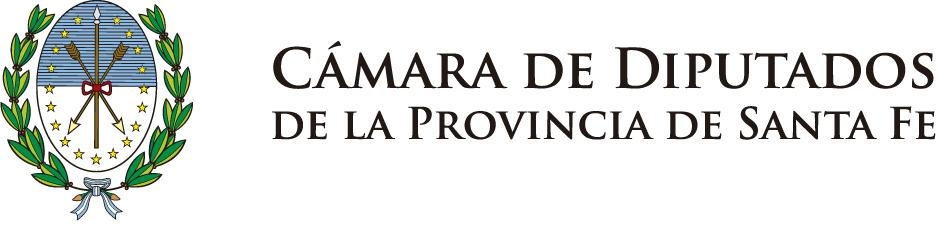 CÁMARA DE DIPUTADOS
DE LA PROVINCIA DE SANTA FE